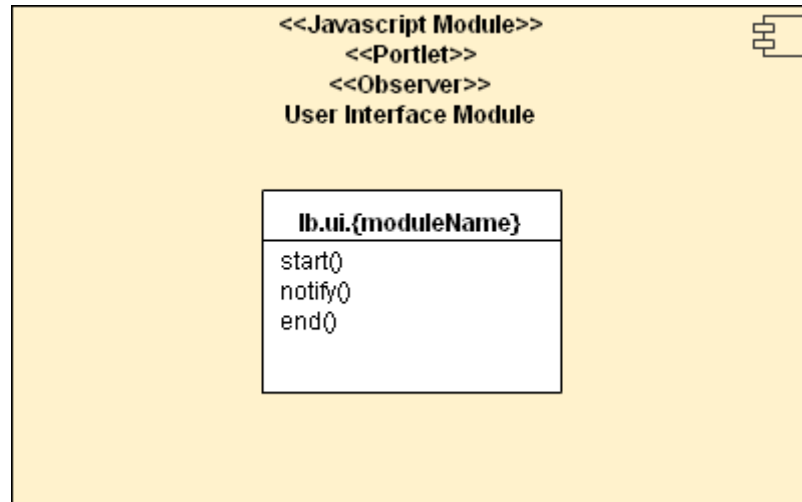 <<Javascript Module>>
<<Portlet>>
<<Observer>>
User Interface Module
lb.ui.{moduleName}
start()
notify()
end()